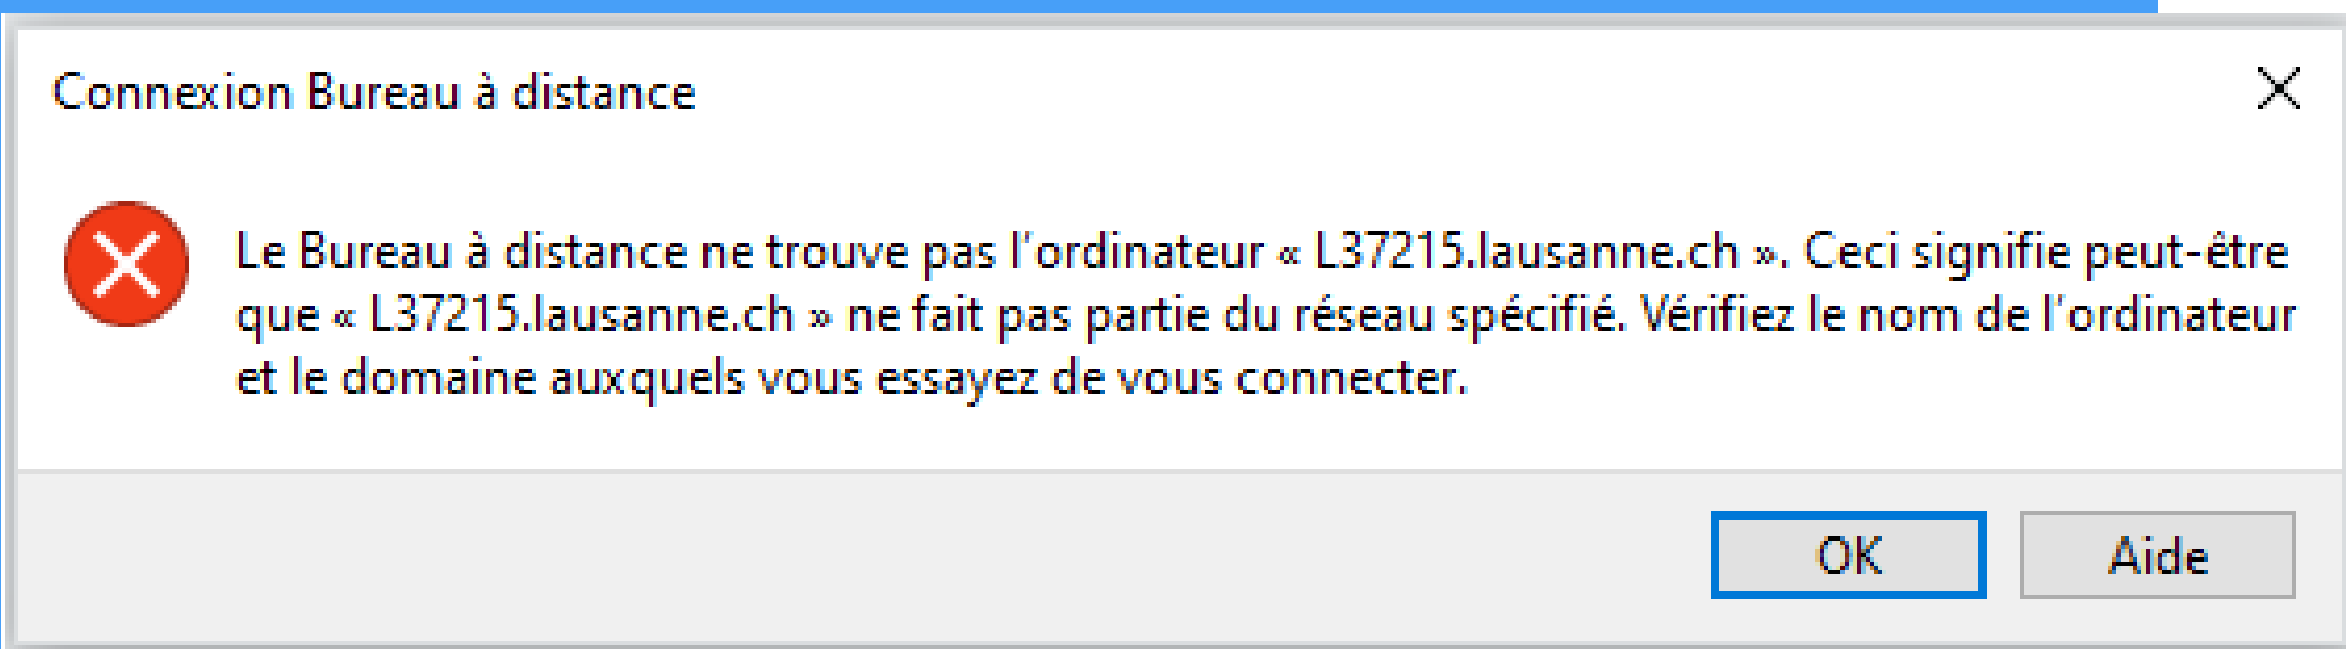 Connexion Bureau à distance
Le Bureau à distance ne trouve pas l'ordinateur « L37215.lausanne.ch ». Ceci signifie peut-être
que « L37215.lausanne.ch » ne fait pas partie du réseau spécifié. Vérifiez le nom de l'ordinateur
et le domaine auxquels vous essayez de vous connecter.
OK
Aide